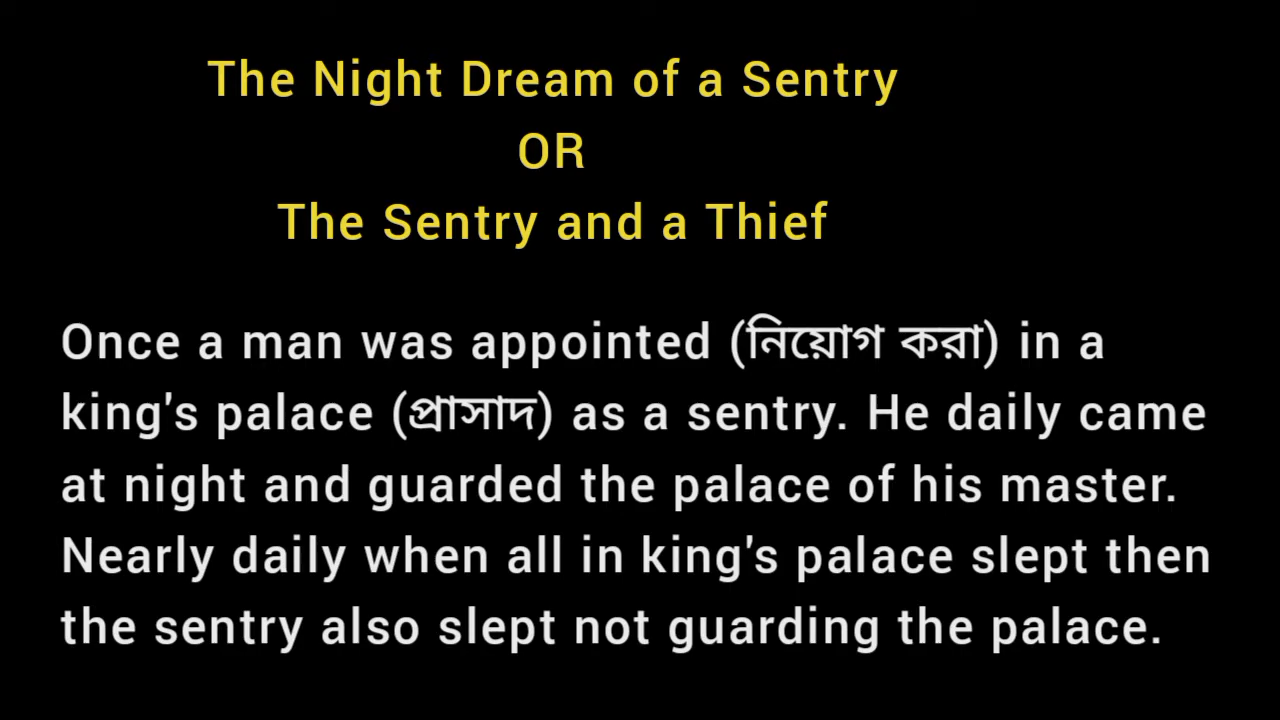 The Night Dream of a Sentry
OR
The Sentry and a Thief
Once a man was appointed (নিয়োগ করা) in a
king's palace (প্রাসাদ) as a sentry. He daily came
at night and guarded the palace of his master.
Nearly daily when all in king's palace slept then
the sentry also slept not guarding the palace.